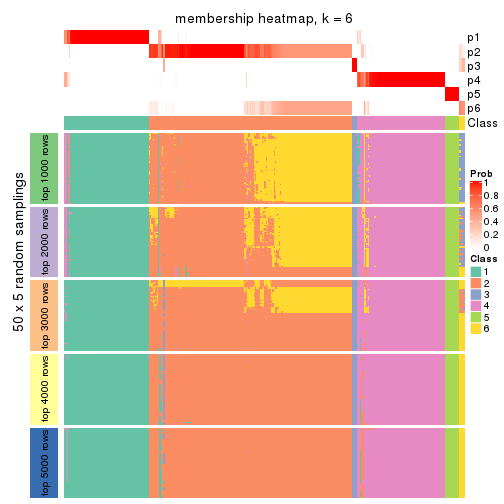 membership heatmap, k = 6
p1
p2
p3
p4
p5
p6
Class
50 x 5 random samplings
top 1000 rows
top 2000 rows
top 3000 rows
top 4000 rows
top 5000 rows
Prob
1
0.8
0.6
0.4
0.2
0
Class
1
2
3
4
5
6